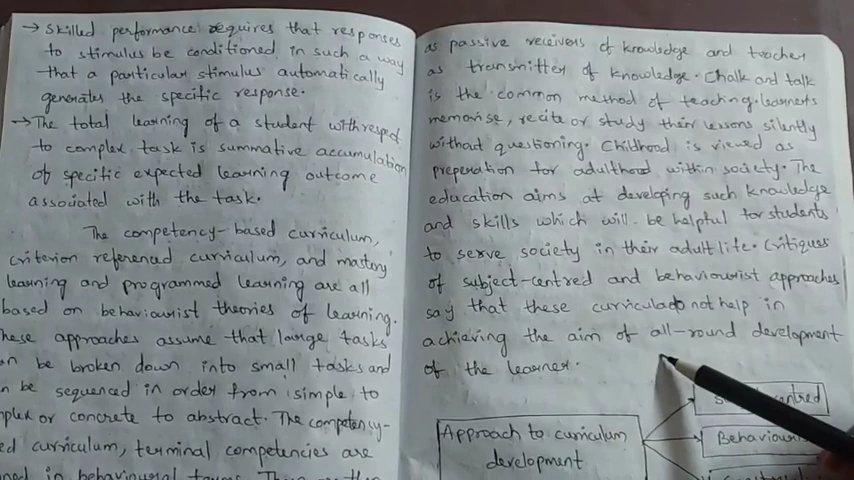 → Skilled performance requires that responses
to stimulus be conditioned in such a way
that a particular stimulus automatically
generates the specific response.
→ The total learning of a student with respect
to complex task is summative accumulation
of specific expected learning outcome
associated with the task.
The competency-based curriculum,
criterion referenced curriculum, and mastery
learning and programmed learning are all
based on behaviourist theories of learning.
these approaches assume that large tasks
be broken down into small tasks and
be sequenced in order from simple to
or concrete to abstract. The competency-
curriculum, terminal competencies are
in behavioural
as passive receivers of knowledge and teacher
as transmitter of knowledge. Chalk and talk
is the common method of teaching. learners
memorise, recite or study their lessons silently
without questioning. Childhood is viewed as
preperation for adulthood within society. The
education aims at developing such knowledge
and skills which will be helpful for students
to serve society in their adult life. Critiques
of subject-centred and behaviourist approaches
say that these curricula do not help in
achieving the aim of all-round development
of the learner.
Approach to curriculum
development
centred